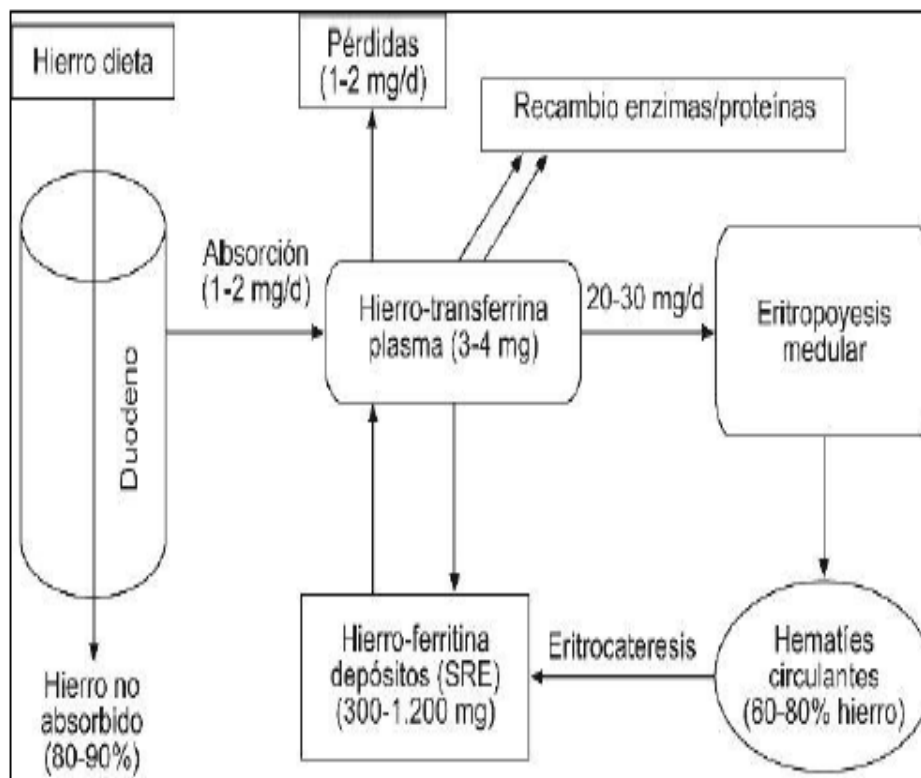 Hierro dieta
Pérdidas
(1-2 mg/d)
Recambio enzimas/proteínas
Duodeno
Absorción
(1-2 mg/d)
Hierro-transferrina
plasma (3-4 mg)
20-30 mg/d
Eritropoyesis
medular
Hierro no
absorbido
(80-90%)
Hierro-ferritina
depósitos (SRE)
(300-1.200 mg)
Eritrocateresis
Hematíes
circulantes
(60-80% hierro)